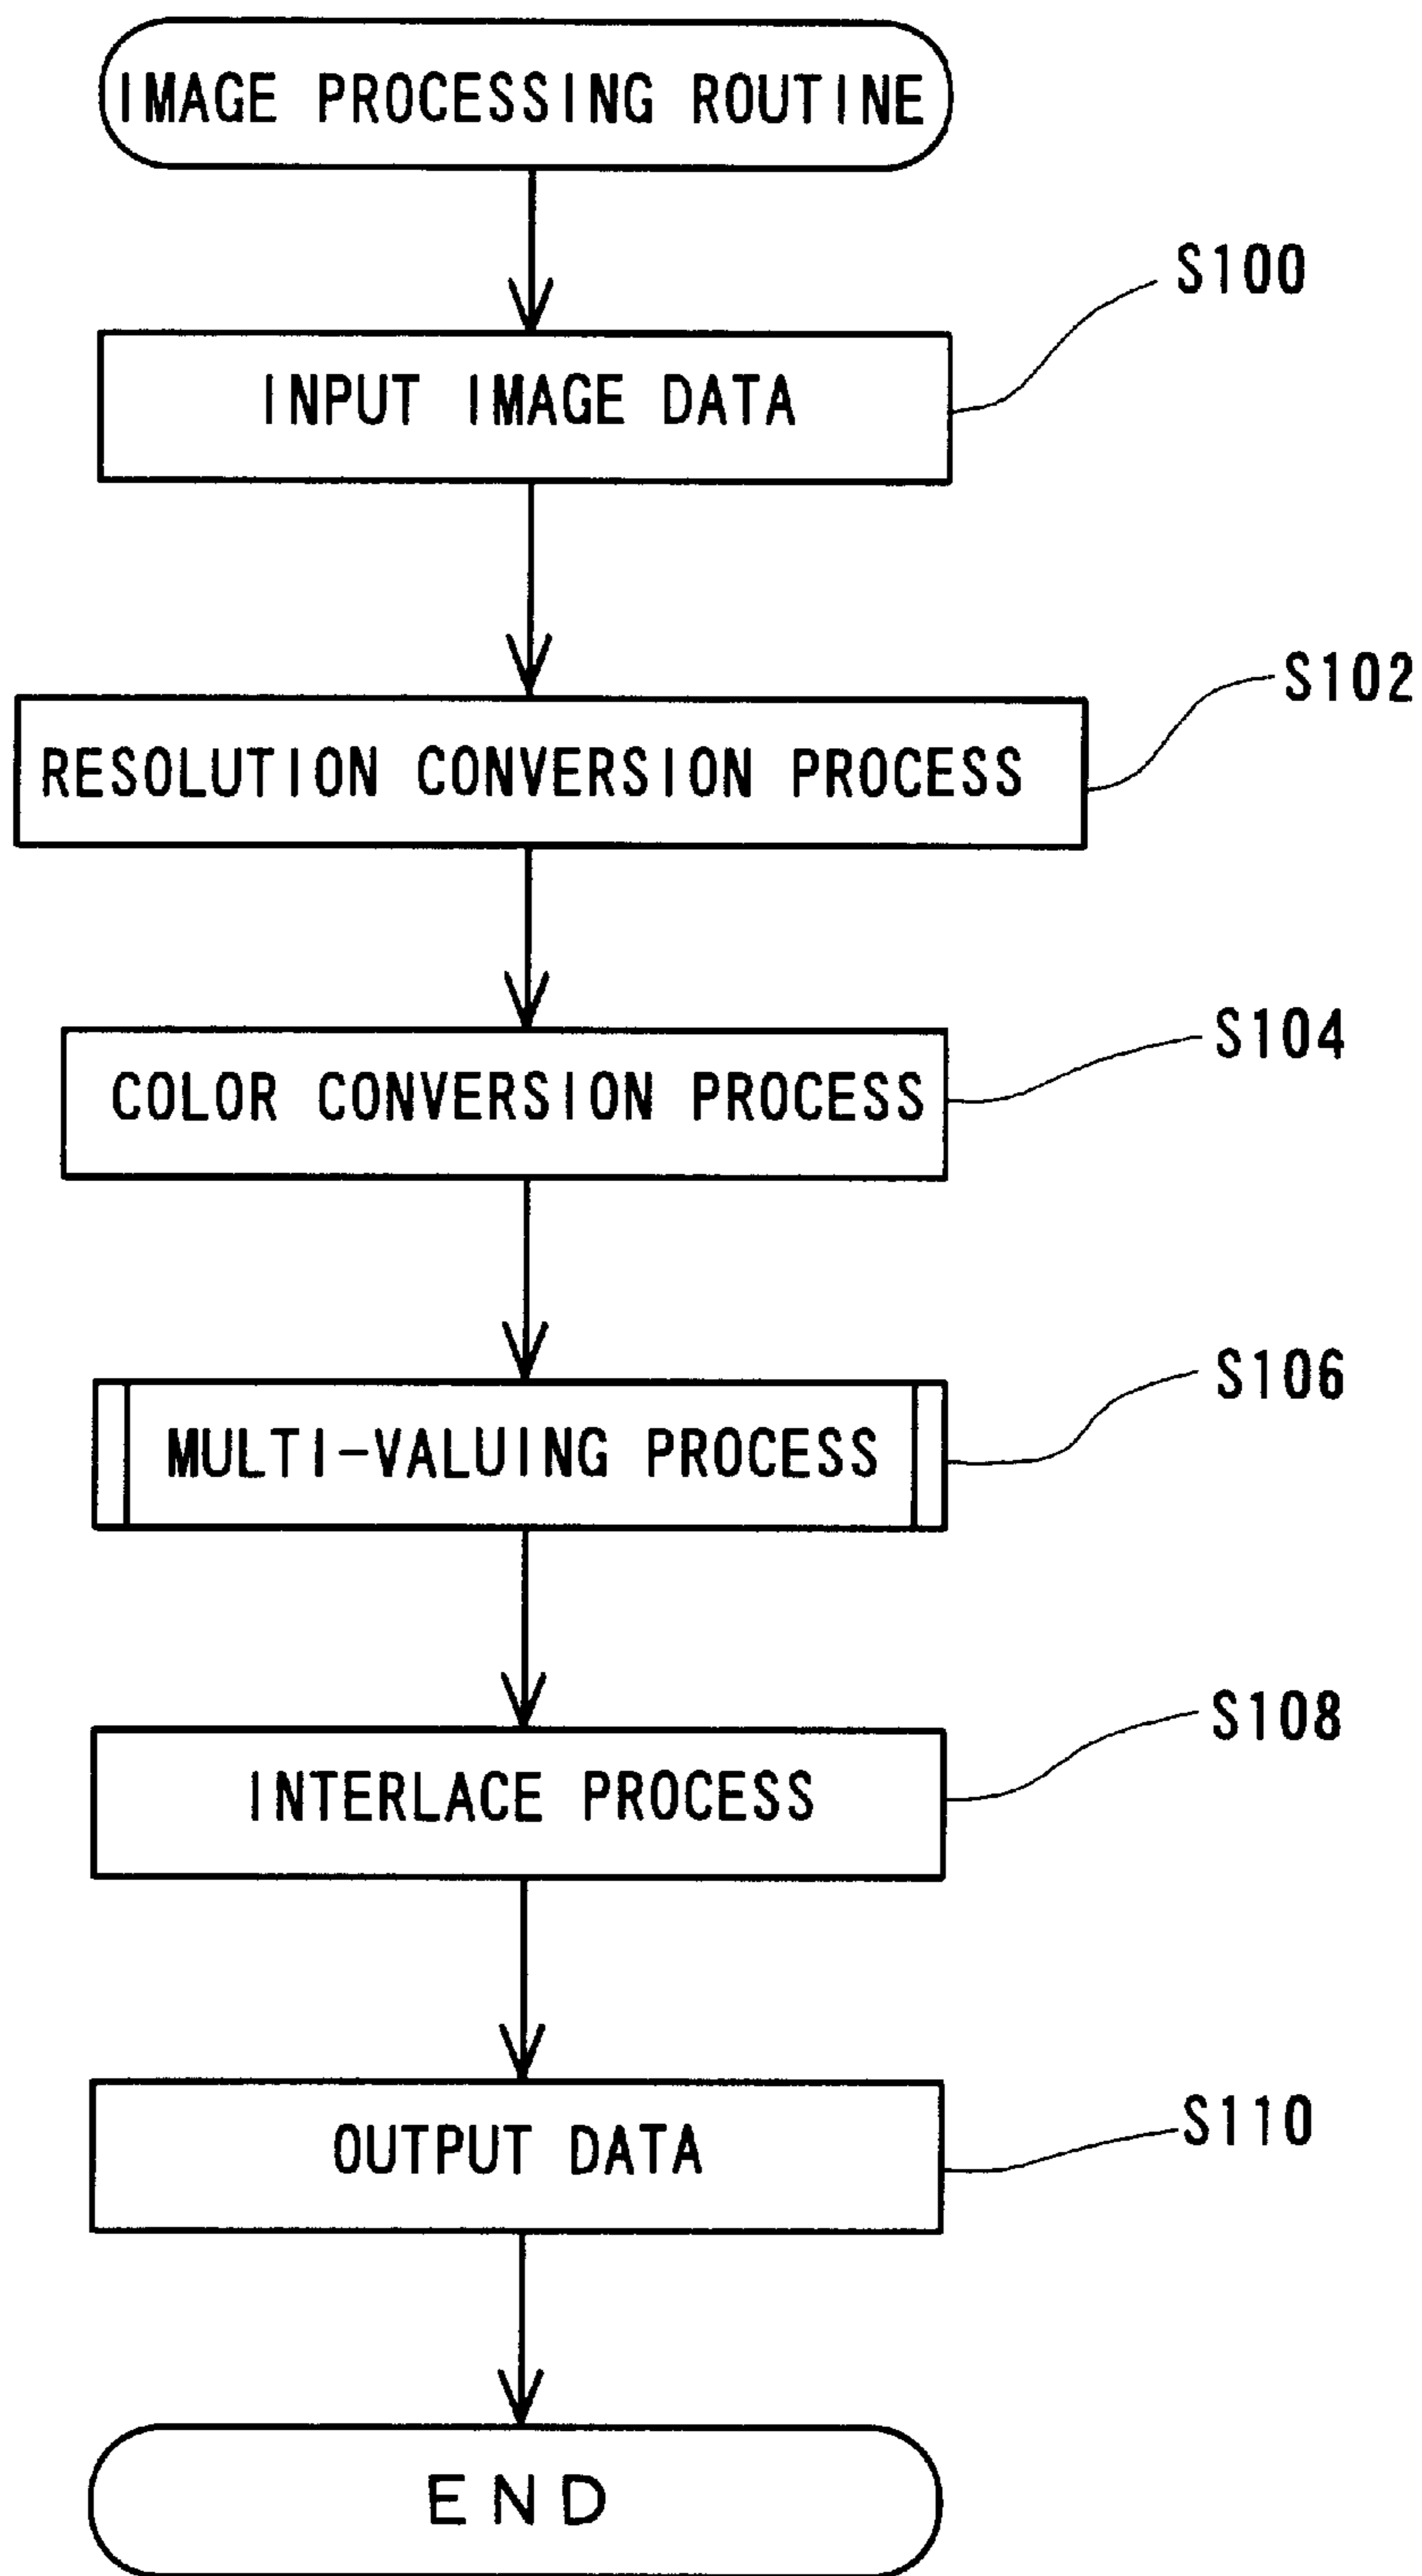 IMAGE PROCESSING ROUTINE
S100
INPUT IMAGE DATA
S102
RESOLUTION CONVERSION PROCESS
S104
COLOR CONVERSION PROCESS
S106
MULTI-VALUING PROCESS
S108
INTERLACE PROCESS
S110
OUTPUT DATA
END